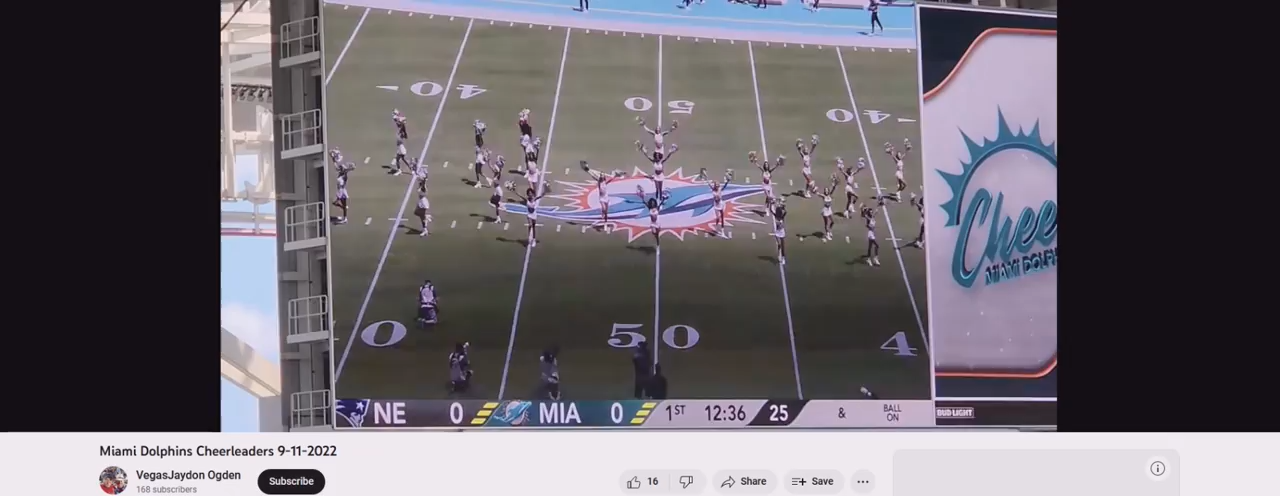 40
50
40
Chee
MIAMI DOLPH
0
50
4
NE 0 MIA 0 1ST 12:36 25 & BALL ON
BUD LIGHT
Miami Dolphins Cheerleaders 9-11-2022
VegasJaydon Ogden
168 subscribers
Subscribe
16
Share
Save